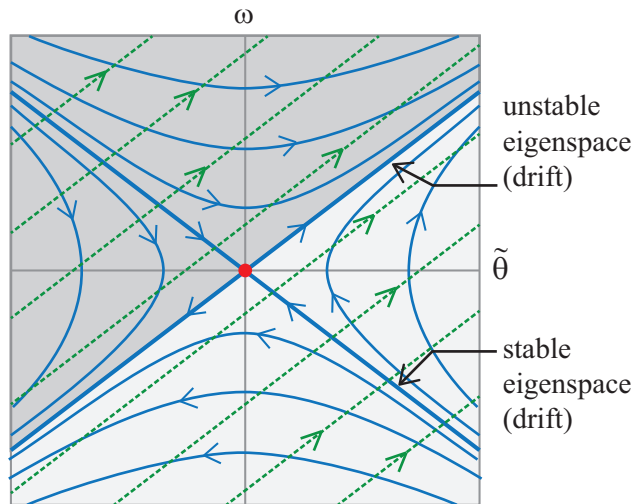 ω
unstable
eigenspace
(drift)
θ̃
stable
eigenspace
(drift)